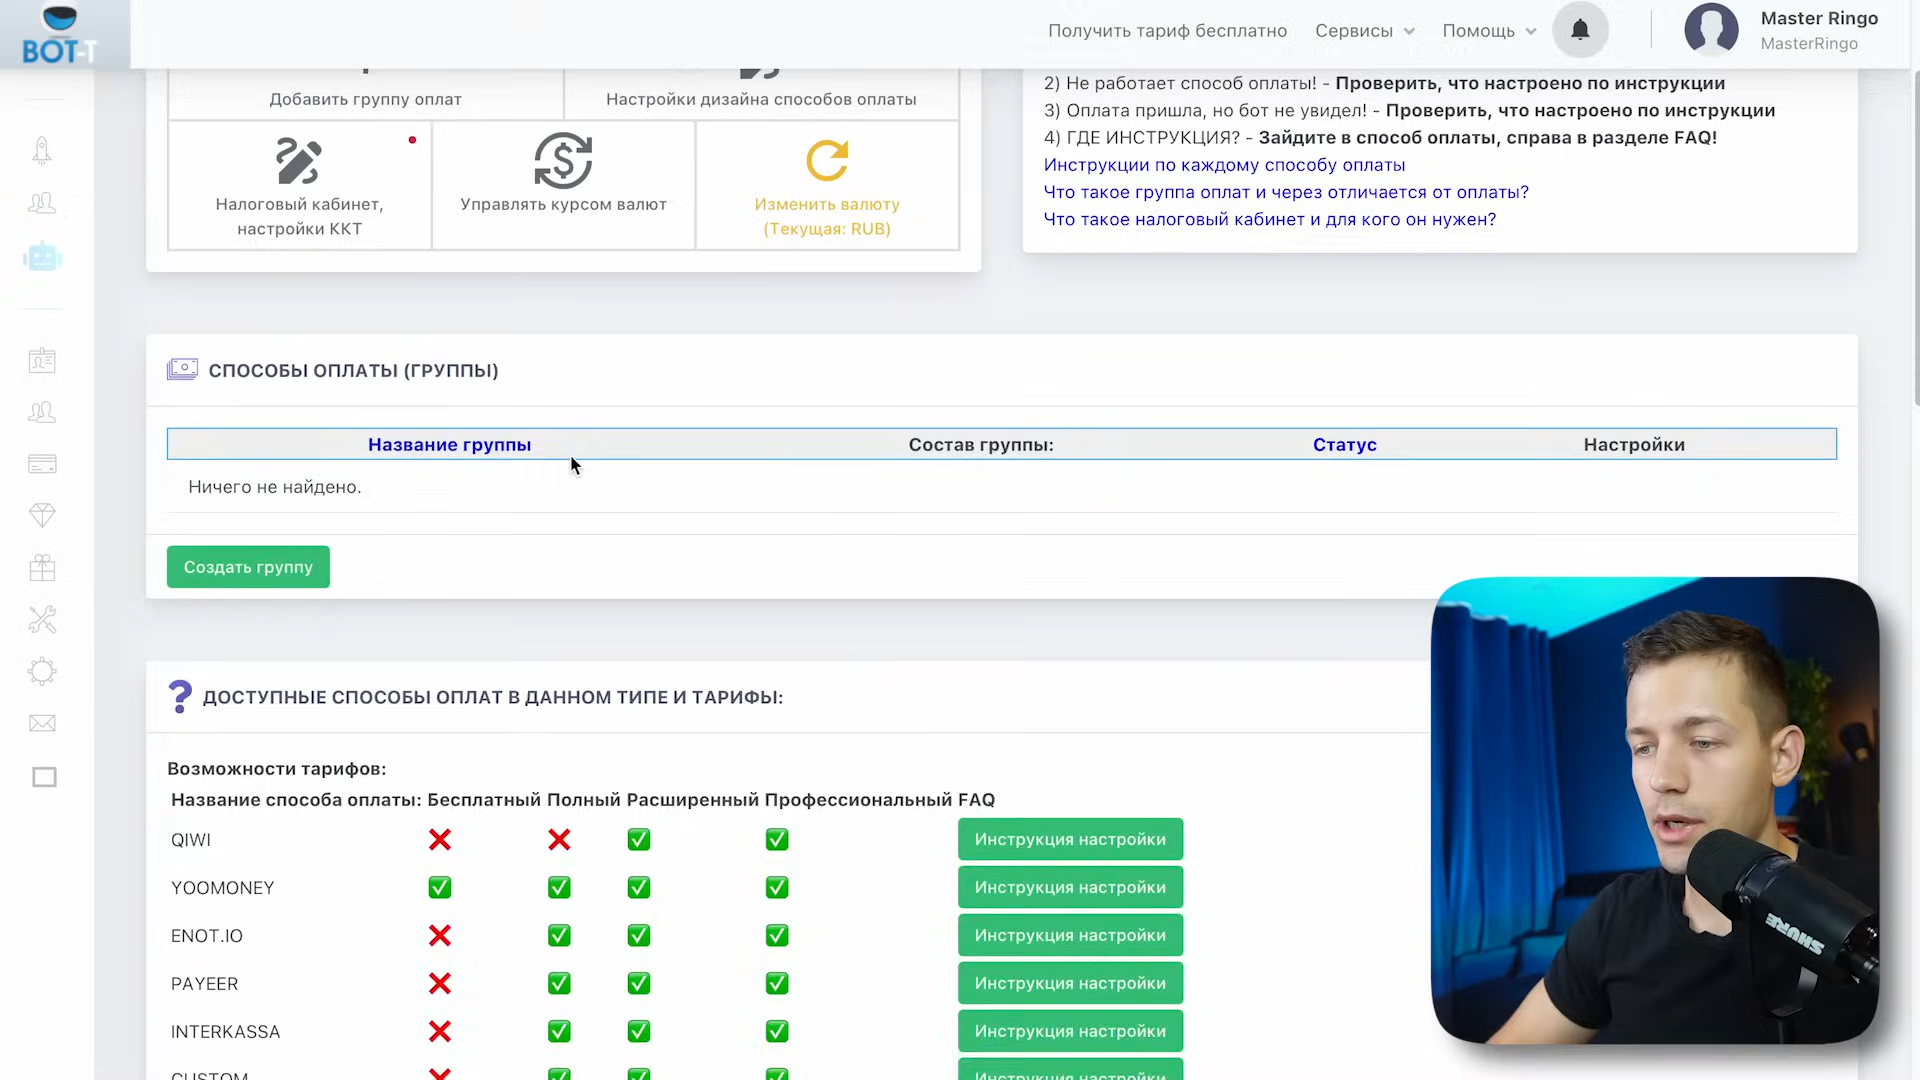 BOT-T
Получить тариф бесплатно
Сервисы
Помощь
Master Ringo
MasterRingo
Добавить группу оплат
Настройки дизайна способов оплаты
Налоговый кабинет,
настройки ККТ
Управлять курсом валют
Изменить валюту
(Текущая: RUB)
2) Не работает способ оплаты! - Проверить, что настроено по инструкции
3) Оплата пришла, но бот не увидел! - Проверить, что настроено по инструкции
4) ГДЕ ИНСТРУКЦИЯ? - Зайдите в способ оплаты, справа в разделе FAQ!
Инструкции по каждому способу оплаты
Что такое группа оплат и через отличается от оплаты?
Что такое налоговый кабинет и для кого он нужен?
СПОСОБЫ ОПЛАТЫ (ГРУППЫ)
Название группы Состав группы: Статус Настройки
Ничего не найдено.
Создать группу
? ДОСТУПНЫЕ СПОСОБЫ ОПЛАТ В ДАННОМ ТИПЕ И ТАРИФЫ:
Возможности тарифов:
Название способа оплаты: Бесплатный Полный Расширенный Профессиональный FAQ
QIWI ❌ ❌ ✅ ✅ Инструкция настройки
YOOMONEY ✅ ✅ ✅ ✅ Инструкция настройки
ENOT.IO ❌ ✅ ✅ ✅ Инструкция настройки
PAYEER ❌ ✅ ✅ ✅ Инструкция настройки
INTERKASSA ❌ ✅ ✅ ✅ Инструкция настройки
CUSTOM ❌ ✅ ✅ ✅ Инструкция настройки
SHURE